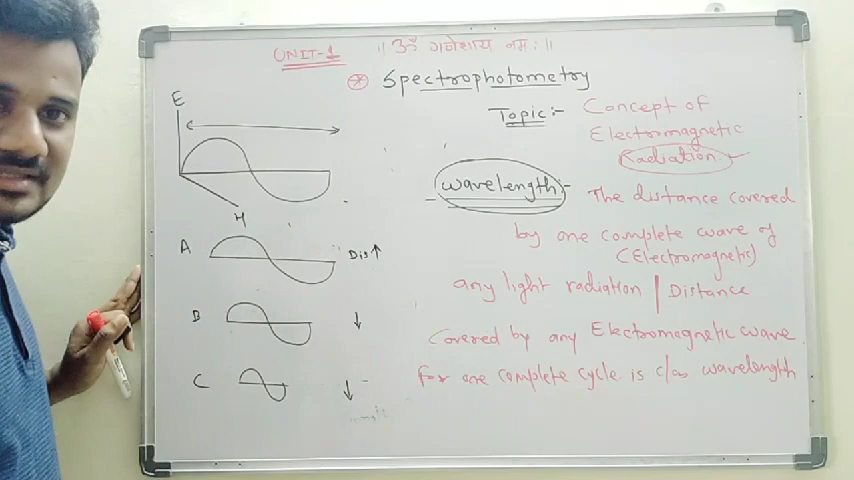 UNIT-1 ॥ ॐ गणेशाय नमः ॥
Spectrophotometry
Topic:- Concept of
Electromagnetic
Radiation.
wavelength:- The distance covered
by one complete wave of
(Electromagnetic)
any light radiation | Distance
Covered by any Electromagnetic wave
for one complete cycle is c/as wavelength
E
H
A Dis↑
B ↓
C ↓